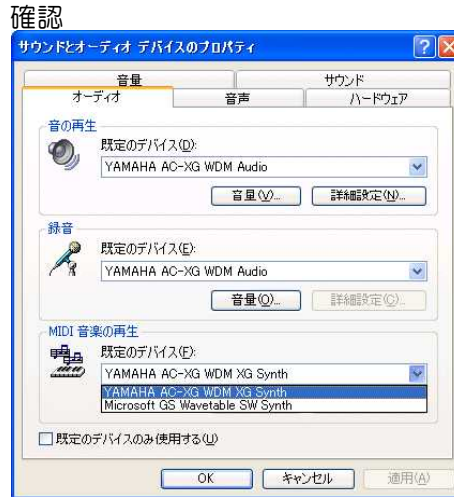 確認
サウンドとオーディオ デバイスのプロパティ
音量 サウンド
オーディオ 音声 ハードウェア
音の再生
既定のデバイス(D):
YAMAHA AC-XG WDM Audio
音量(V)... 詳細設定(N)...
録音
既定のデバイス(E):
YAMAHA AC-XG WDM Audio
音量(O)... 詳細設定(C)...
MIDI 音楽の再生
既定のデバイス(F):
YAMAHA AC-XG WDM XG Synth
YAMAHA AC-XG WDM XG Synth
Microsoft GS Wavetable SW Synth
既定のデバイスのみ使用する(U)
OK キャンセル 適用(A)